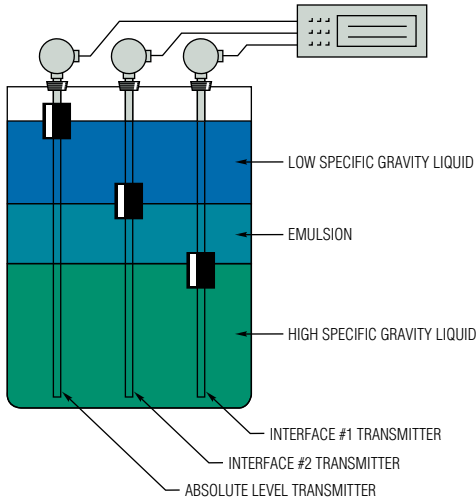 LOW SPECIFIC GRAVITY LIQUID
EMULSION
HIGH SPECIFIC GRAVITY LIQUID
INTERFACE #1 TRANSMITTER
INTERFACE #2 TRANSMITTER
ABSOLUTE LEVEL TRANSMITTER